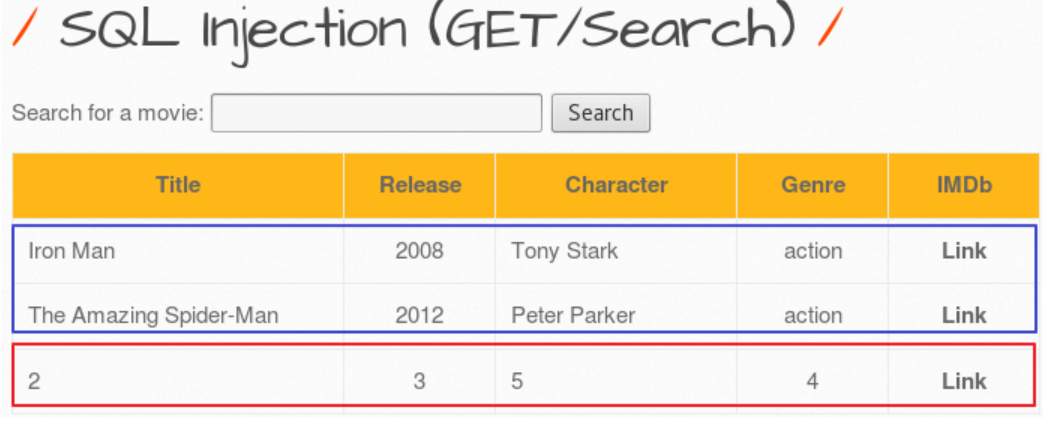 / SQL Injection (GET/Search) /
Search for a movie: Search
Title Release Character Genre IMDb
Iron Man 2008 Tony Stark action Link
The Amazing Spider-Man 2012 Peter Parker action Link
2 3 5 4 Link